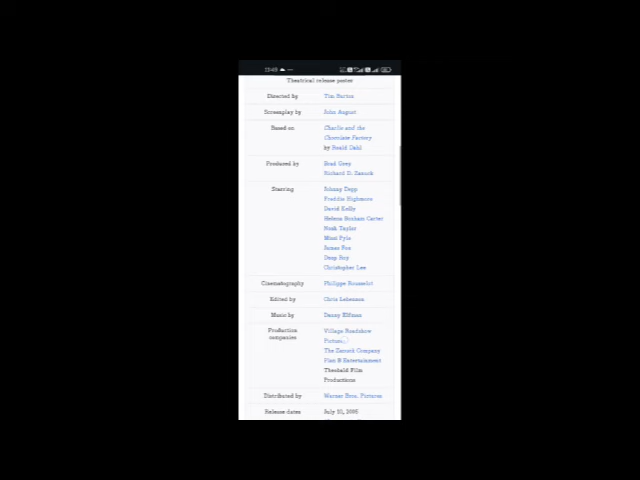 Theatrical release poster
Directed by Tim Burton
Screenplay by John August
Based on Charlie and the
Chocolate Factory
by Roald Dahl
Produced by Brad Grey
Richard D. Zanuck
Starring Johnny Depp
Freddie Highmore
David Kelly
Helena Bonham Carter
Noah Taylor
Missi Pyle
James Fox
Deep Roy
Christopher Lee
Cinematography Philippe Rousselot
Edited by Chris Lebenzon
Music by Danny Elfman
Production Village Roadshow
companies Pictures
The Zanuck Company
Plan B Entertainment
Theobald Film
Productions
Distributed by Warner Bros. Pictures
Release dates July 10, 2005